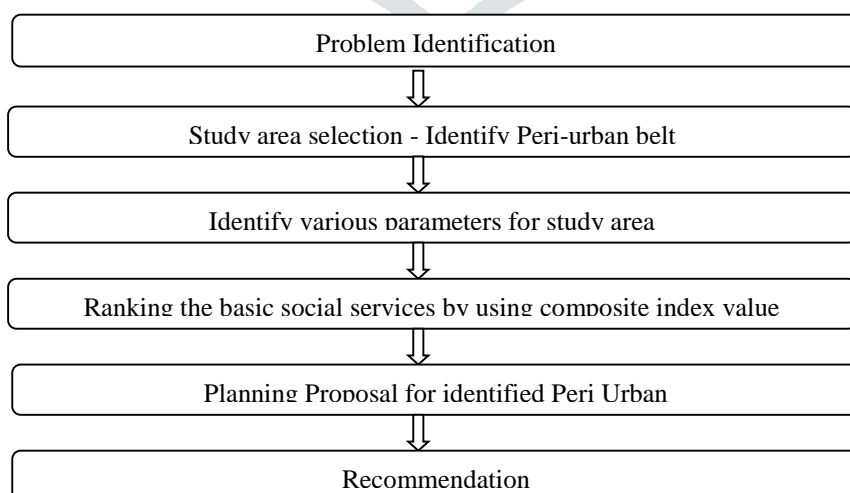 Problem Identification
Study area selection - Identify Peri-urban belt
Identify various parameters for study area
Ranking the basic social services by using composite index value
Planning Proposal for identified Peri Urban
Recommendation